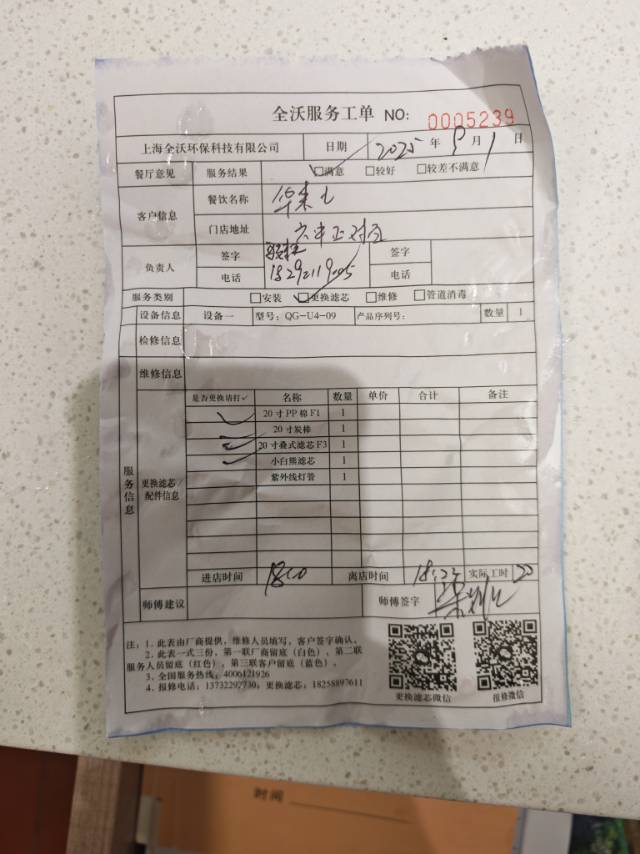 全沃服务工单 NO: 0005239
上海全沃环保科技有限公司 日期 2025 年 9 月 1 日
餐厅意见 服务结果 ☑满意 □较好 □较差不满意
客户信息 餐饮名称 华莱士
门店地址
负责人 签字 签字
电话 18292119005 电话
服务类别 □安装 ☑更换滤芯 □维修 □管道消毒
设备信息 设备一 型号: QG-U4-09 产品序列号: 数量 1
检修信息
维修信息
服务信息 更换滤芯/配件信息 是否更换请打✓ 名称 数量 单价 合计 备注
✓ 20寸PP棉F1 1
20寸炭棒 1
✓ 20寸叠式滤芯F3 1
✓ 小白熊滤芯 1
紫外线灯管 1
进店时间 离店时间 18:23 实际工时 20
师傅建议 师傅签字
注: 1. 此表由厂商提供, 维修人员填写, 客户签字确认。
2. 此表一式三份, 第一联厂商留底(白色), 第二联
服务人员留底(红色), 第三联客户留底(蓝色)。
3. 全国服务热线: 4006121926
4. 报修电话: 13732297730, 更换滤芯, 18258897611
更换滤芯微信 报修微信
时间